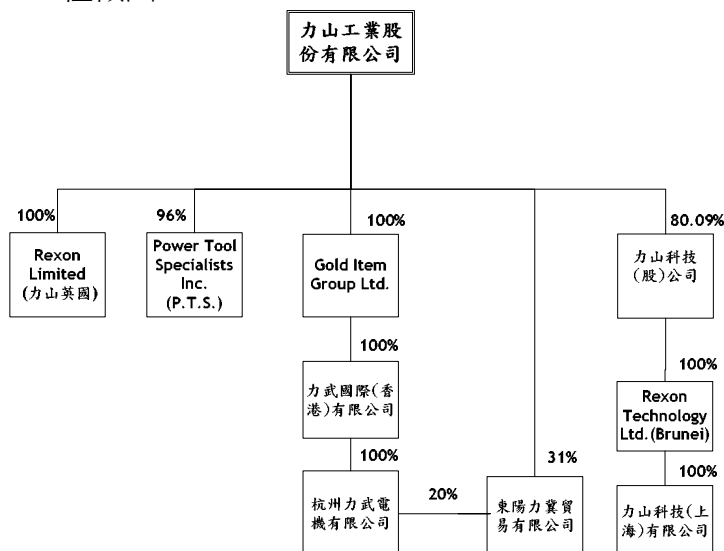 力山工業股
份有限公司
100%
96%
100%
80.09%
Rexon
Limited
(力山英國)
Power Tool
Specialists
Inc.
(P.T.S.)
Gold Item
Group Ltd.
力山科技
(股)公司
100%
100%
力武國際(香
港)有限公司
Rexon
Technology
Ltd.(Brunei)
100%
31%
100%
杭州力武電
機有限公司
20%
東陽力冀貿
易有限公司
力山科技(上
海)有限公司